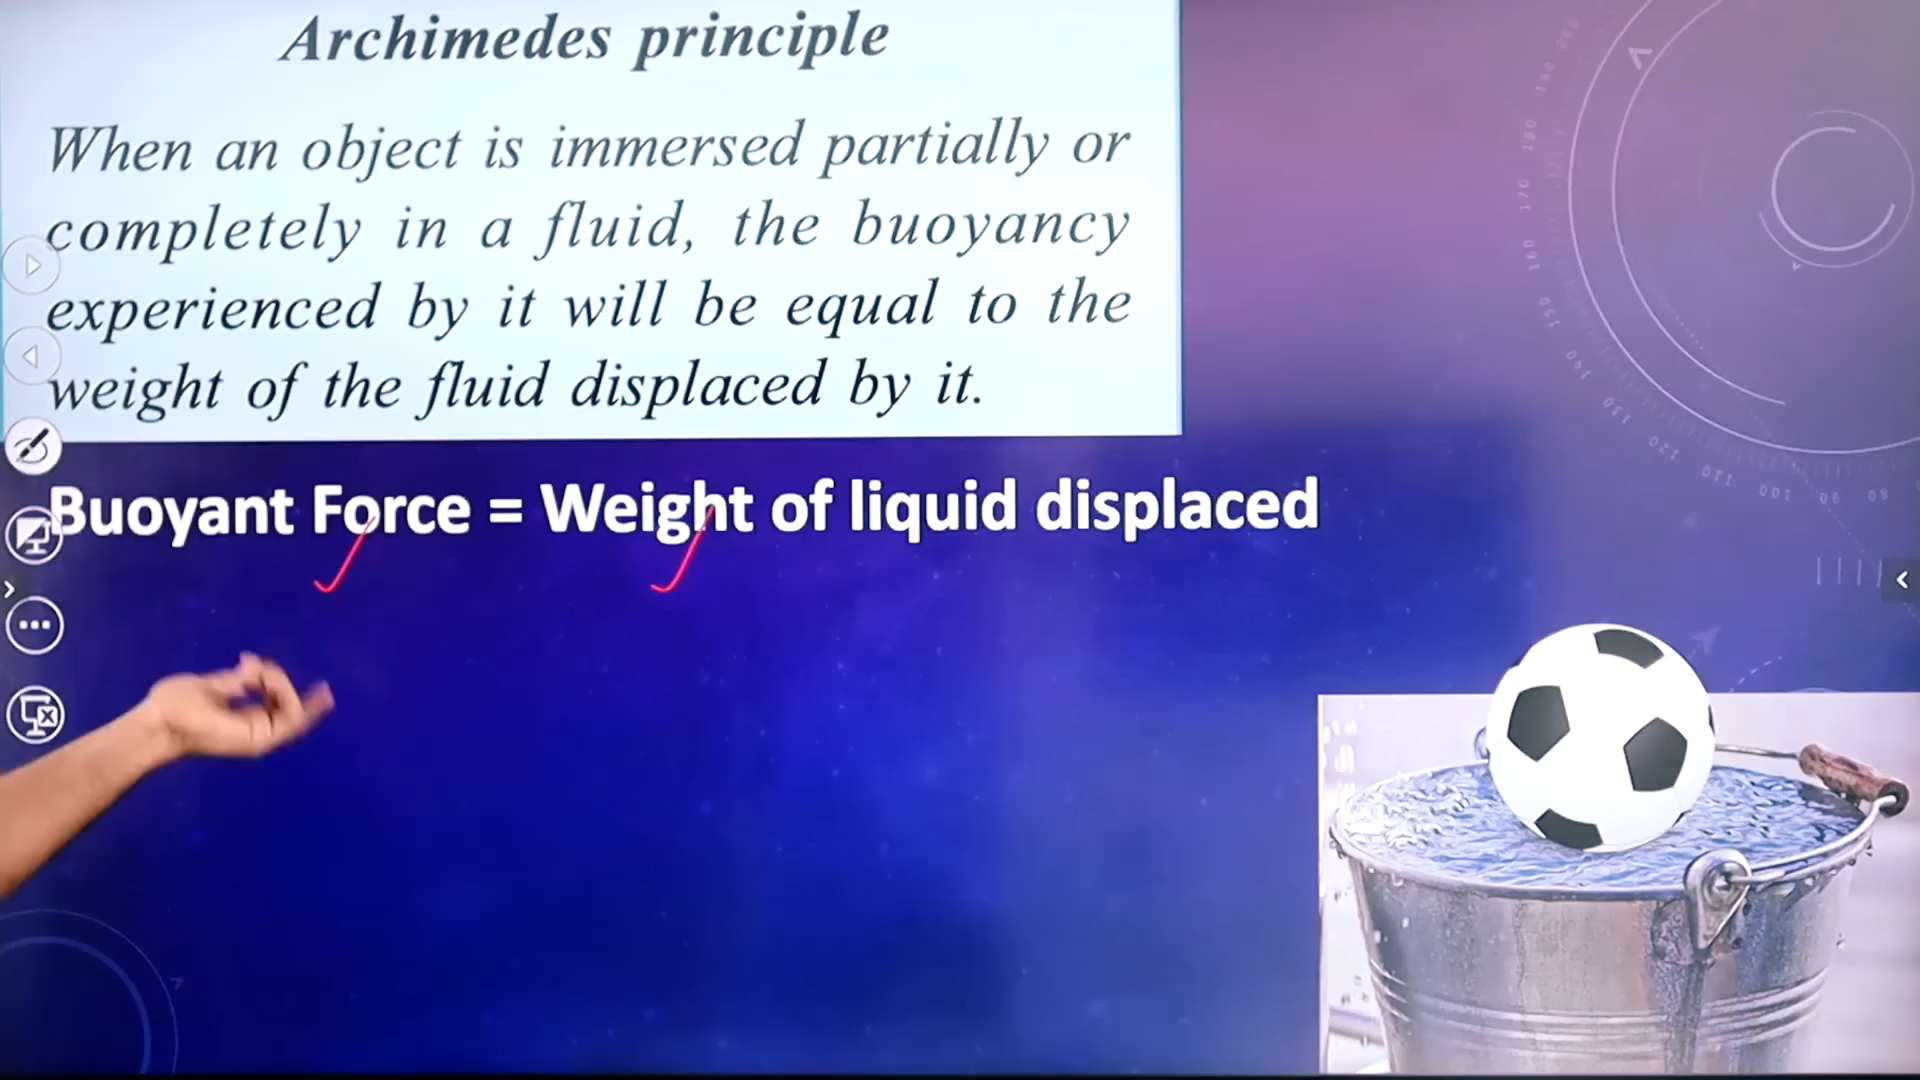 Archimedes principle
When an object is immersed partially or
completely in a fluid, the buoyancy
experienced by it will be equal to the
weight of the fluid displaced by it.
Buoyant Force = Weight of liquid displaced